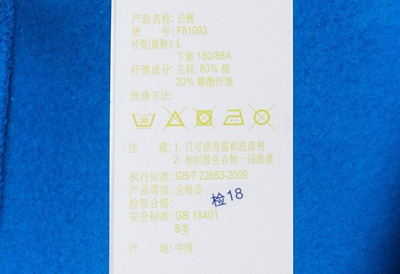 产品名称: 长裤
货　　号: F81093
号型(规格): L
下装 180/86A
纤维成分: 主料: 80% 棉
20% 聚酯纤维
洗涤方法:
30
注　　意: 1. 只可使用温和洗涤剂
2. 相似颜色衣物一同洗涤
执行标准: GB/T 22853-2009
产品等级: 合格品
检验合格: 检18
安全标准: GB 18401
B类
产　　地: 中国